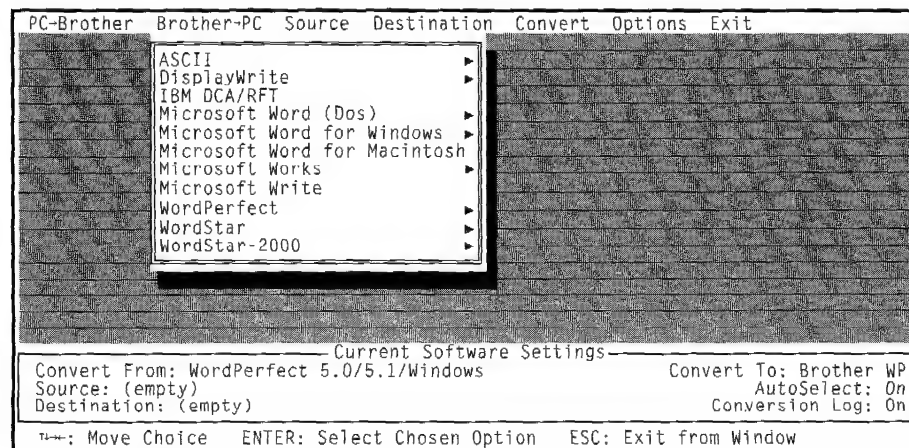 PC→Brother Brother→PC Source Destination Convert Options Exit
ASCII ►
DisplayWrite ►
IBM DCA/RFT
Microsoft Word (Dos) ►
Microsoft Word for Windows ►
Microsoft Word for Macintosh
Microsoft Works ►
Microsoft Write
WordPerfect ►
WordStar ►
WordStar-2000 ►
Current Software Settings
Convert From: WordPerfect 5.0/5.1/Windows Convert To: Brother WP
Source: (empty) AutoSelect: On
Destination: (empty) Conversion Log: On
↑↓←→: Move Choice ENTER: Select Chosen Option ESC: Exit from Window